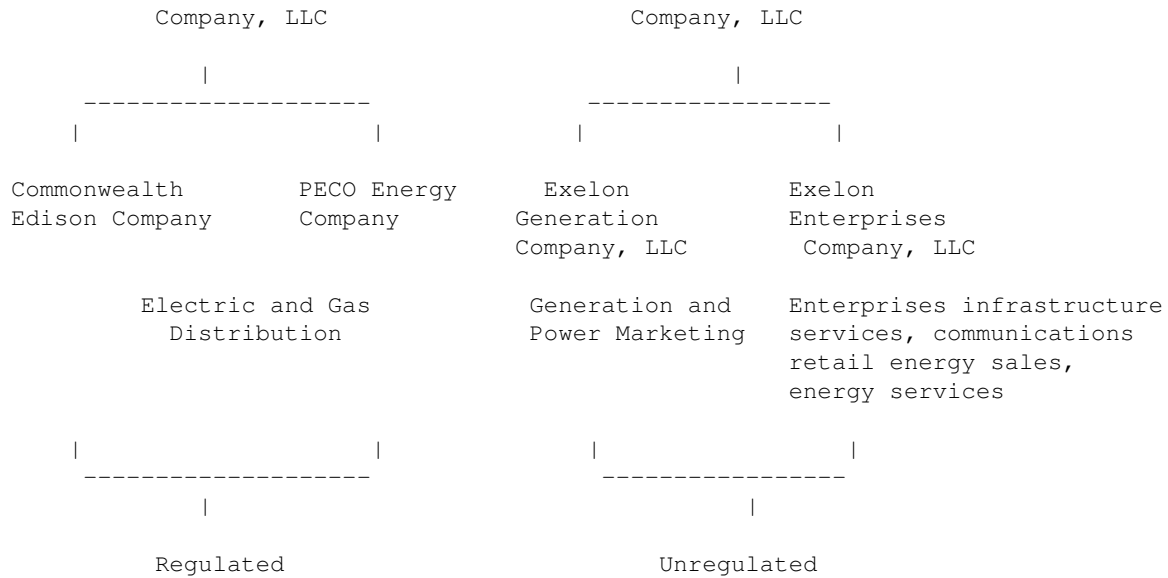 Company, LLC Company, LLC
Commonwealth PECO Energy Exelon Exelon
Edison Company Company Generation Enterprises
Company, LLC Company, LLC
Electric and Gas Generation and Enterprises infrastructure
Distribution Power Marketing services, communications
retail energy sales,
energy services
Regulated Unregulated